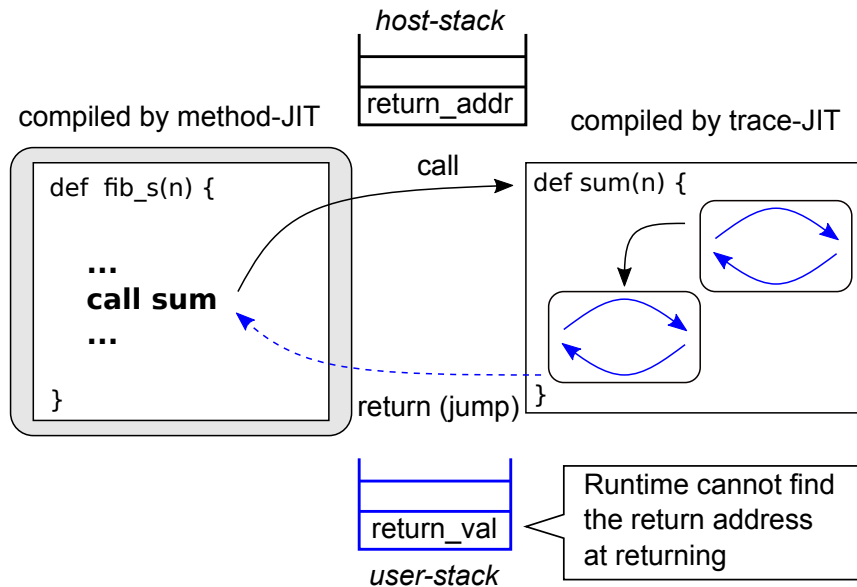 host-stack
return_addr
compiled by method-JIT
compiled by trace-JIT
def fib_s(n) {
...
call sum
...
}
call
def sum(n) {
}
return (jump)
return_val
user-stack
Runtime cannot find
the return address
at returning